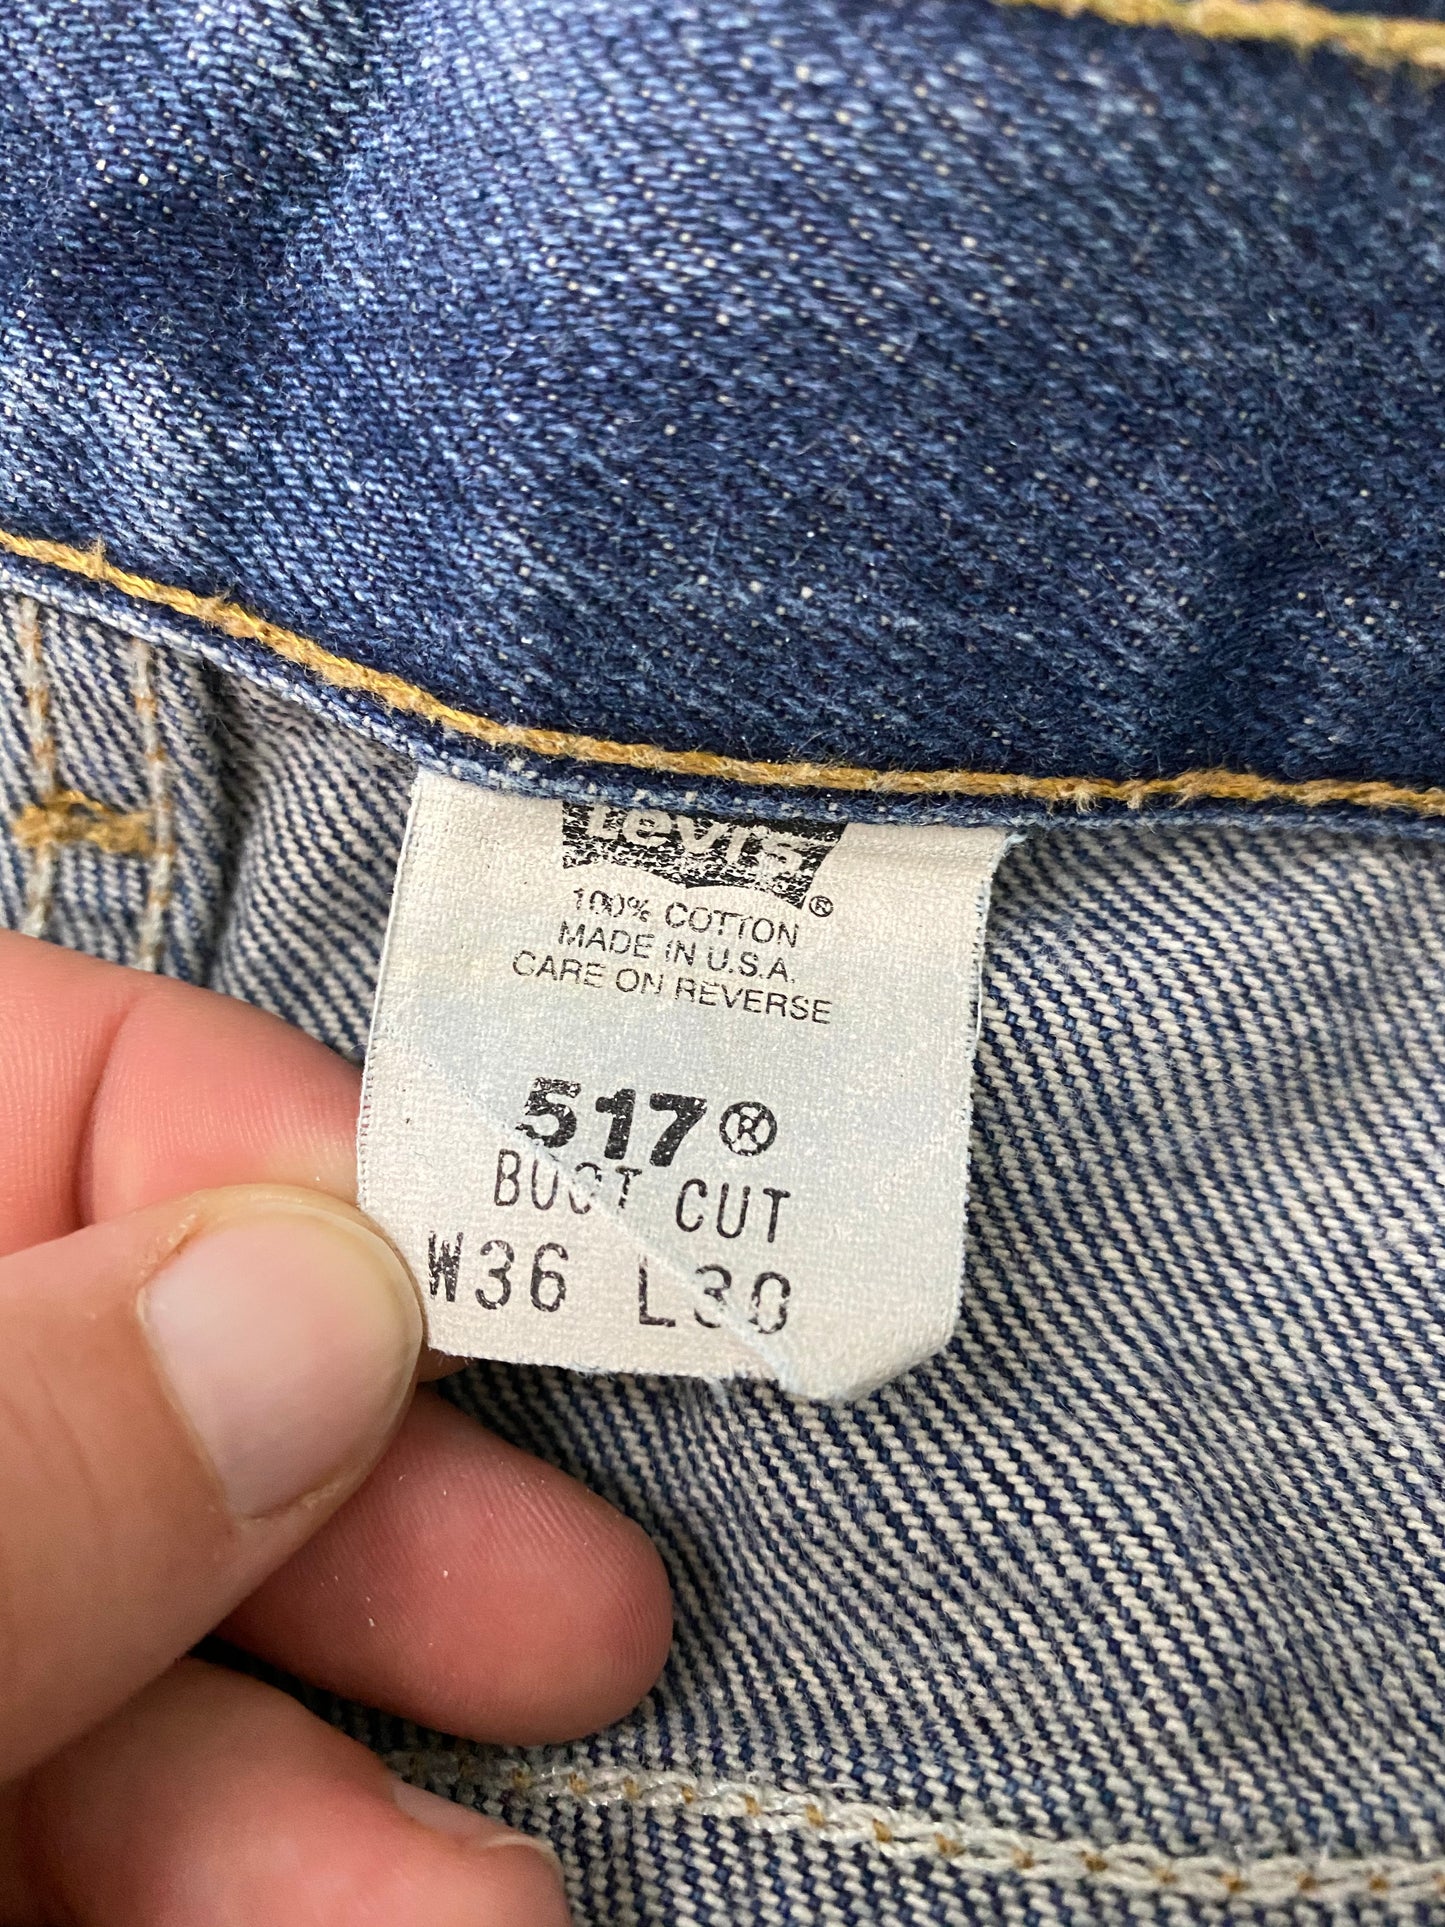 Levi's ®
100% COTTON
MADE IN U.S.A.
CARE ON REVERSE
517®
BOOT CUT
W36 L30